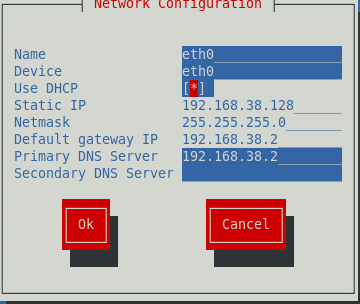 Network Configuration
Name eth0
Device eth0
Use DHCP [*]
Static IP 192.168.38.128
Netmask 255.255.255.0
Default gateway IP 192.168.38.2
Primary DNS Server 192.168.38.2
Secondary DNS Server
Ok Cancel